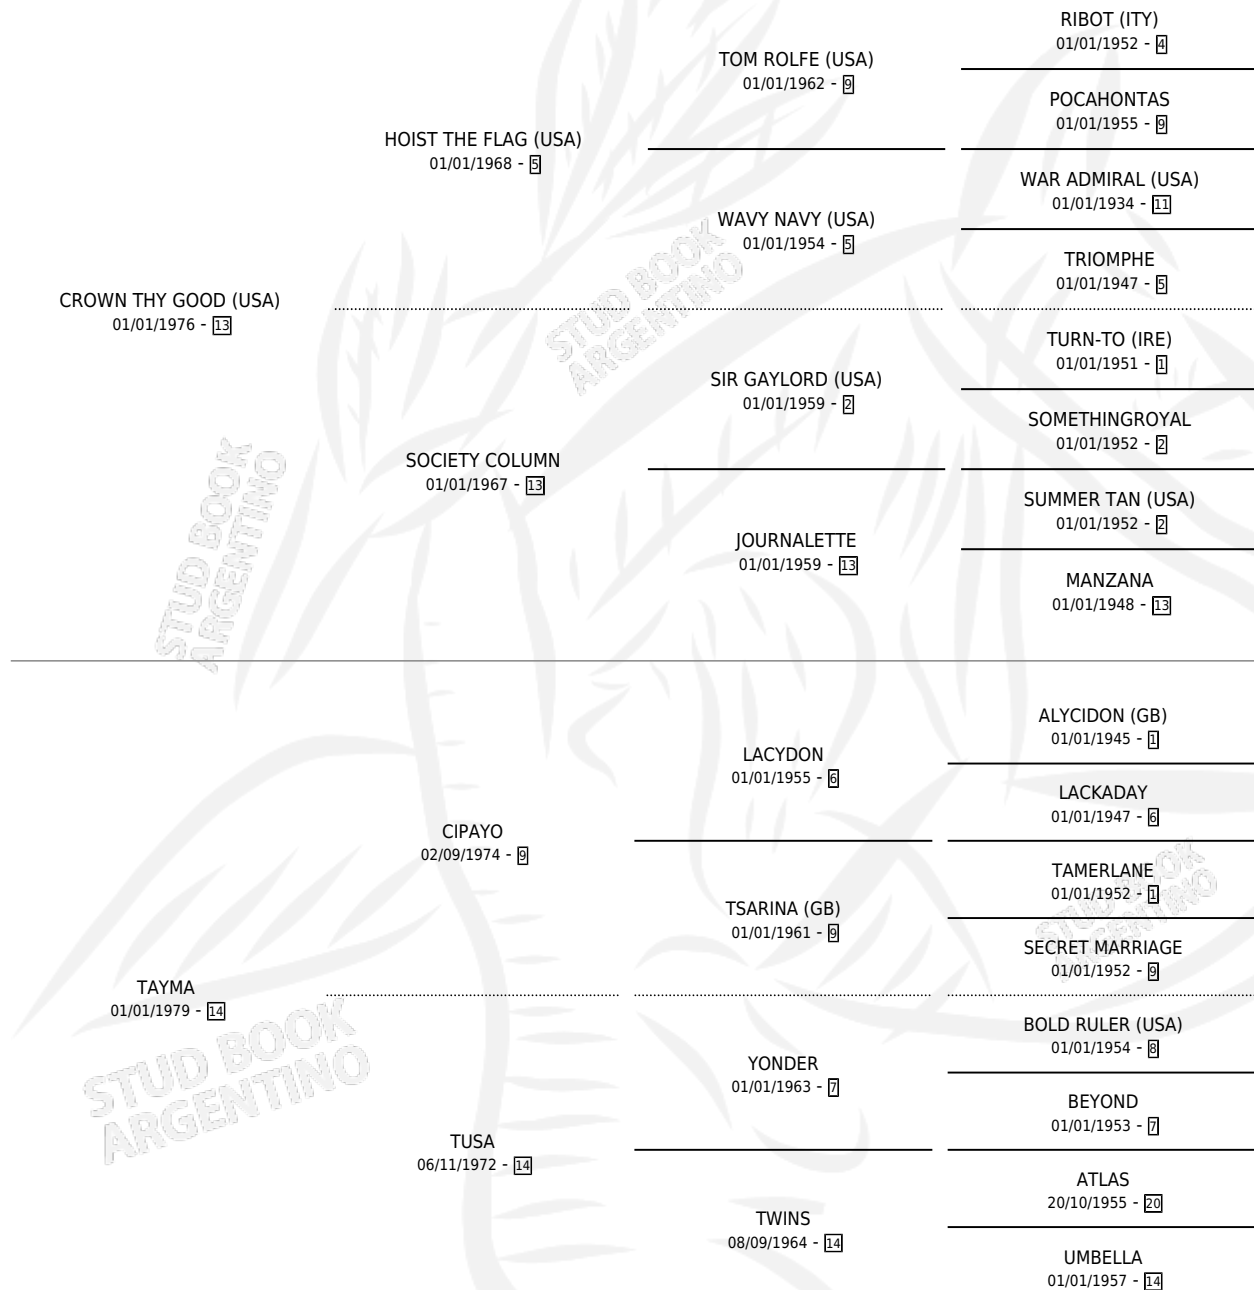 RIBOT (ITY)
01/01/1952 - 4
TOM ROLFE (USA)
01/01/1962 - 9
POCAHONTAS
01/01/1955 - 9
HOIST THE FLAG (USA)
01/01/1968 - 5
WAR ADMIRAL (USA)
01/01/1934 - 11
WAVY NAVY (USA)
01/01/1954 - 5
TRIOMPHE
01/01/1947 - 5
CROWN THY GOOD (USA)
01/01/1976 - 13
TURN-TO (IRE)
01/01/1951 - 1
SIR GAYLORD (USA)
01/01/1959 - 2
SOMETHINGROYAL
01/01/1952 - 2
SOCIETY COLUMN
01/01/1967 - 13
SUMMER TAN (USA)
01/01/1952 - 2
JOURNALETTE
01/01/1959 - 13
MANZANA
01/01/1948 - 13
ALYCIDON (GB)
01/01/1945 - 1
LACYDON
01/01/1955 - 6
LACKADAY
01/01/1947 - 6
CIPAYO
02/09/1974 - 9
TAMERLANE
01/01/1952 - 1
TSARINA (GB)
01/01/1961 - 9
SECRET MARRIAGE
01/01/1952 - 9
TAYMA
01/01/1979 - 14
BOLD RULER (USA)
01/01/1954 - 8
YONDER
01/01/1963 - 7
BEYOND
01/01/1953 - 7
TUSA
06/11/1972 - 14
ATLAS
20/10/1955 - 20
TWINS
08/09/1964 - 14
UMBELLA
01/01/1957 - 14
STUD BOOK
ARGENTINO
STUD BOOK
ARGENTINO
STUD BOOK
ARGENTINO
STUD BOOK
ARGENTINO